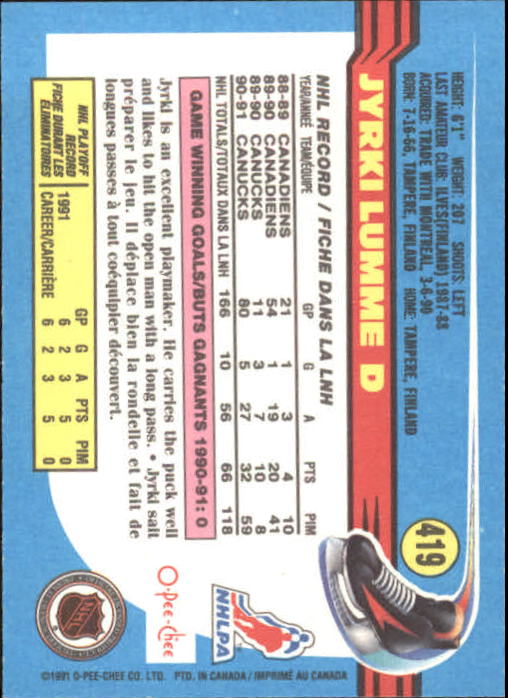 419
JYRKI LUMME D
HEIGHT: 6'1" WEIGHT: 207 SHOOTS: LEFT
LAST AMATEUR CLUB: ILVES(FINLAND) 1987-88
ACQUIRED: TRADE WITH MONTREAL, 3-6-90
BORN: 7-16-66, TAMPERE, FINLAND HOME: TAMPERE, FINLAND
NHL RECORD / FICHE DANS LA LNH
YEAR/ANNÉE TEAM/ÉQUIPE GP G A PTS PIM
88-89 CANADIENS 21 1 3 4 10
89-90 CANADIENS 54 1 19 20 41
89-90 CANUCKS 11 3 7 10 8
90-91 CANUCKS 80 5 27 32 59
NHL TOTALS/TOTAUX DANS LA LNH 166 10 56 66 118
GAME WINNING GOALS/BUTS GAGNANTS 1990-91: 0
Jyrki is an excellent playmaker. He carries the puck well
and likes to hit the open man with a long pass. • Jyrki sait
préparer le jeu. Il déplace bien la rondelle et fait de
longues passes à tout coéquipier découvert.
NHL PLAYOFF
RECORD
FICHE DURANT LES
ÉLIMINATOIRES
GP G A PTS PIM
1991 6 2 3 5 0
CAREER/CARRIÈRE 6 2 3 5 0
NHLPA
O-Pee-Chee
NHL
©1991 O-PEE-CHEE CO. LTD. PTD. IN CANADA / IMPRIMÉ AU CANADA